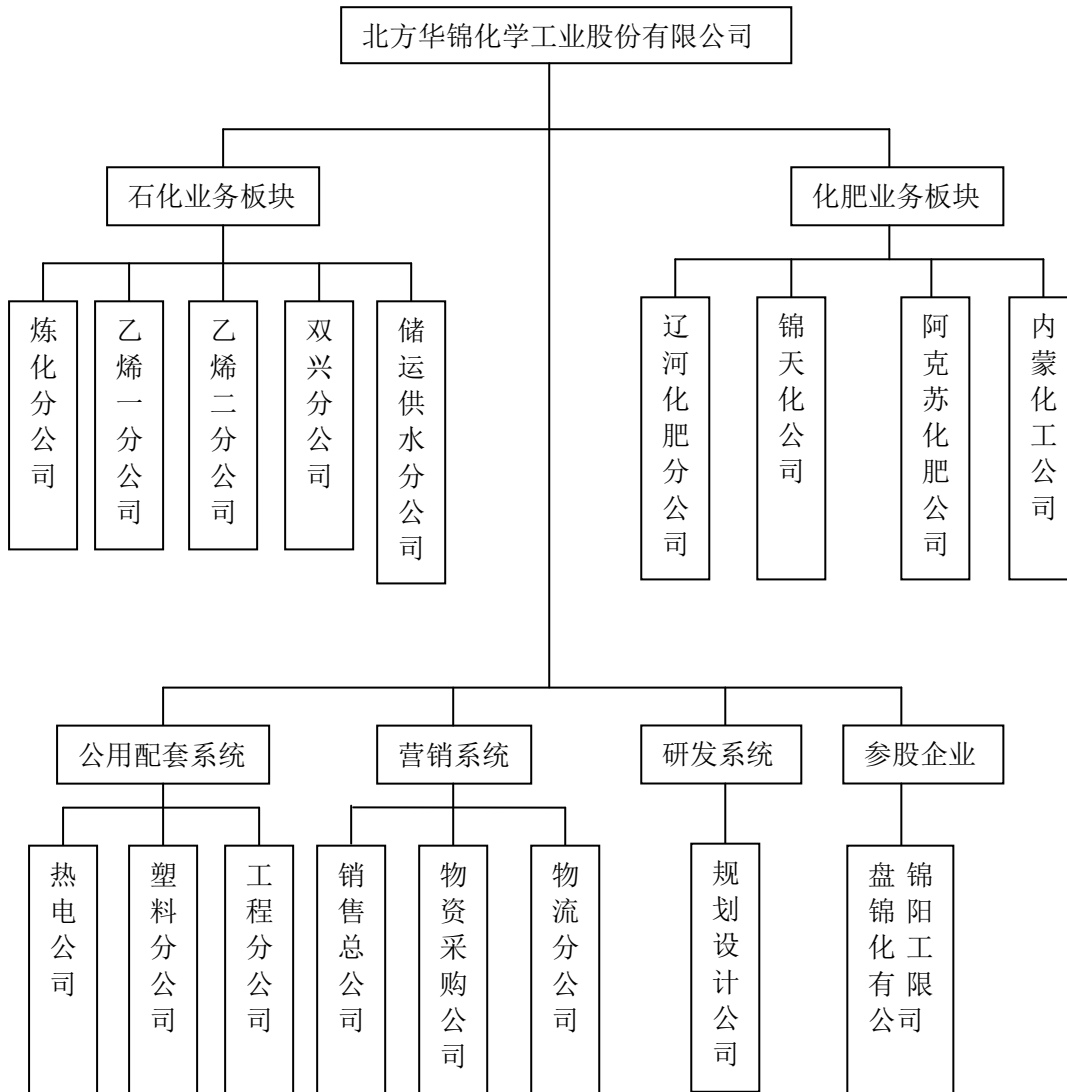 北方华锦化学工业股份有限公司
石化业务板块
化肥业务板块
炼化分公司
乙烯一分公司
乙烯二分公司
双兴分公司
储运供水分公司
辽河化肥分公司
锦天化公司
阿克苏化肥公司
内蒙化工公司
公用配套系统
营销系统
研发系统
参股企业
热电公司
塑料分公司
工程分公司
销售总公司
物资采购公司
物流分公司
规划设计公司
盘锦
锦阳
化工
有限
公司